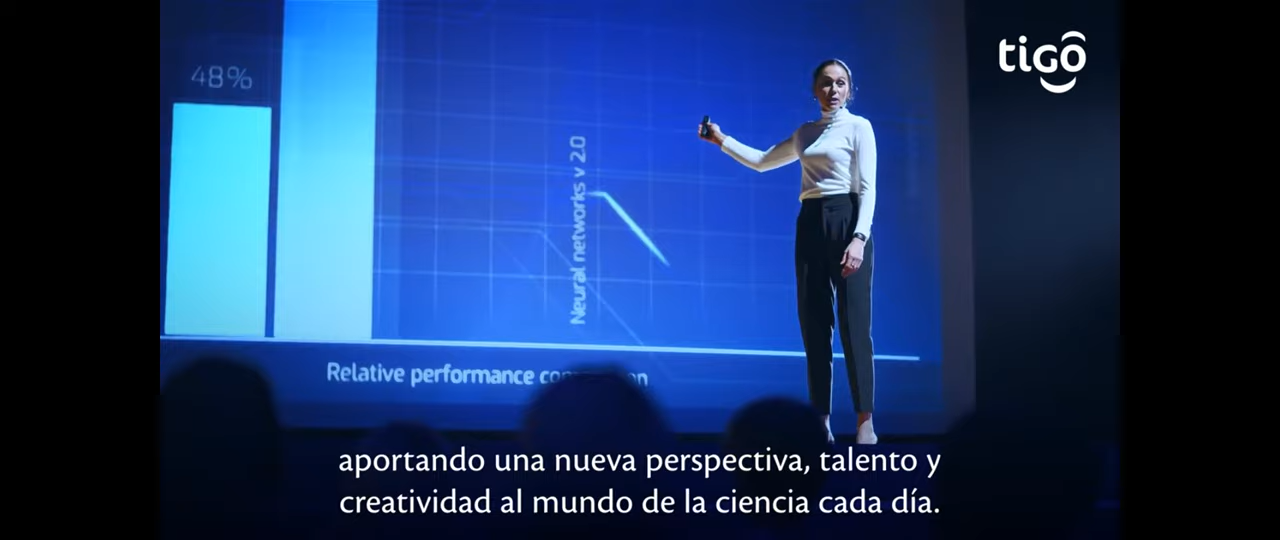 tigo
48%
Neural networks v 2.0
Relative performance
aportando una nueva perspectiva, talento y
creatividad al mundo de la ciencia cada día.